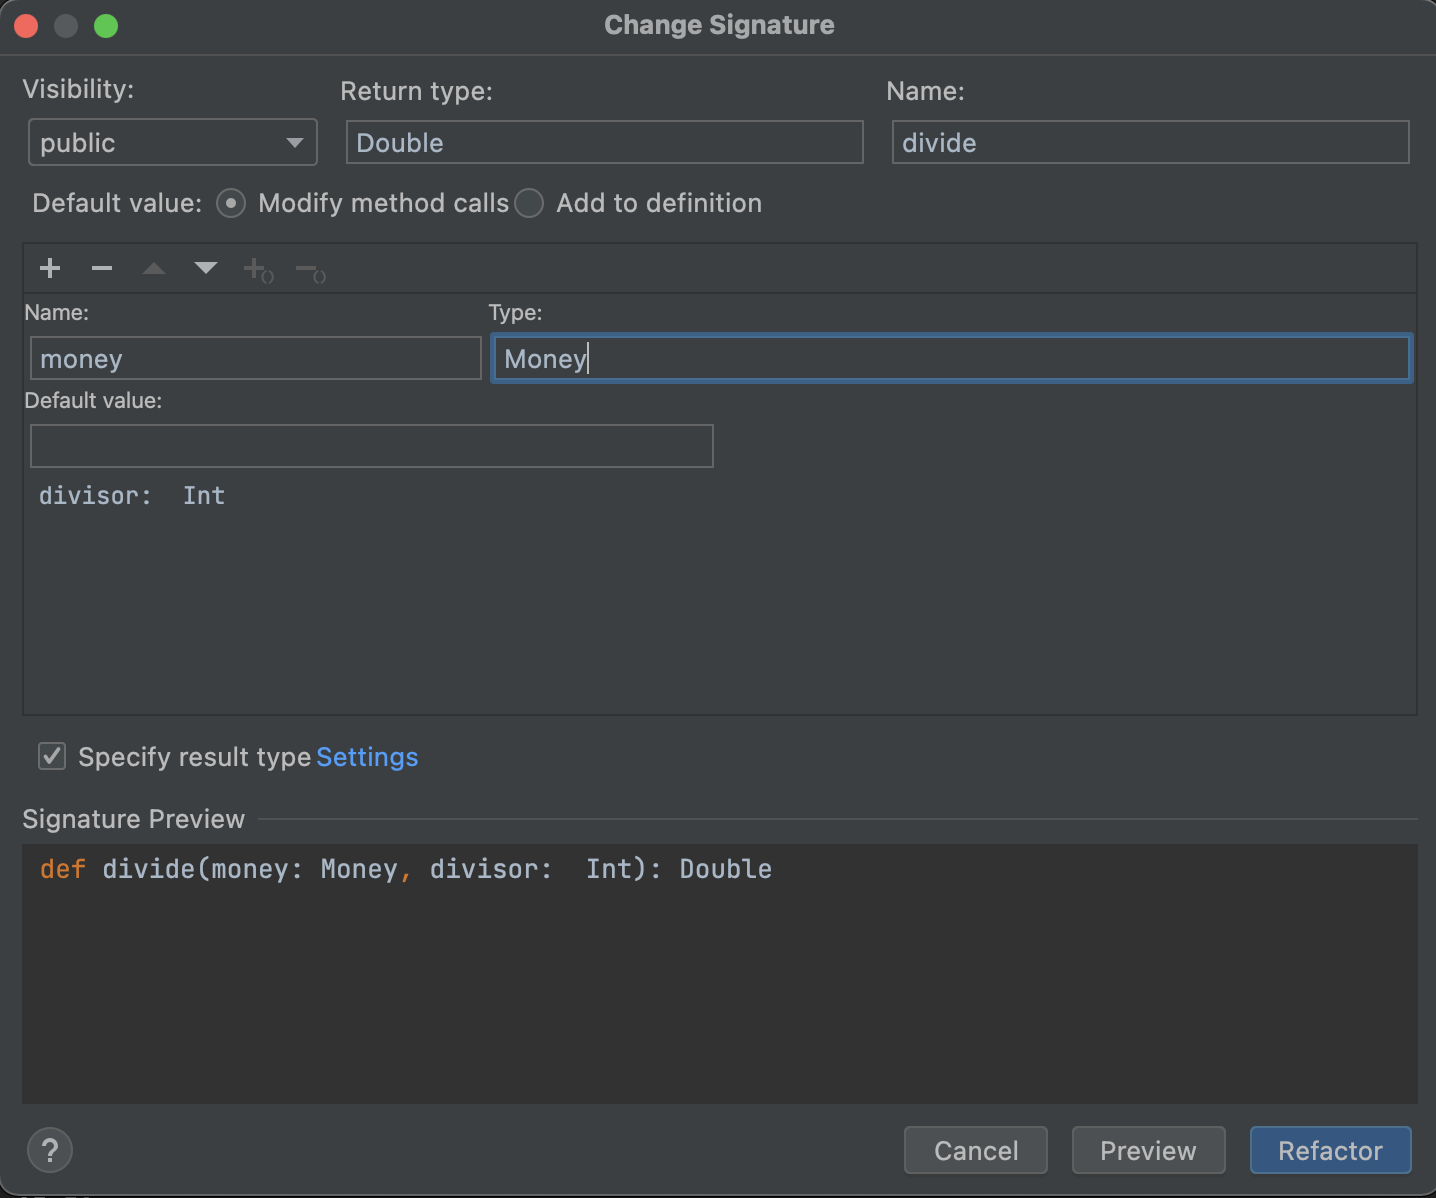 Change Signature
Visibility: Return type: Name:
public Double divide
Default value: Modify method calls Add to definition
Name: Type:
money Money
Default value:
divisor:  Int
Specify result type Settings
Signature Preview
def divide(money: Money, divisor:  Int): Double
? Cancel Preview Refactor